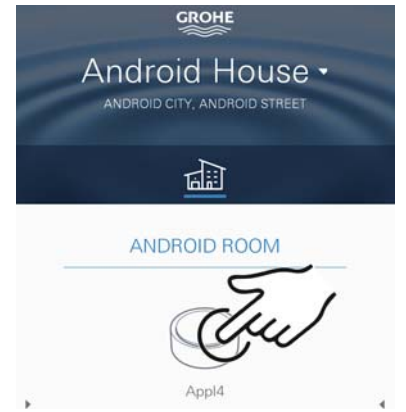 GROHE
Android House
ANDROID CITY, ANDROID STREET
ANDROID ROOM
Appl4